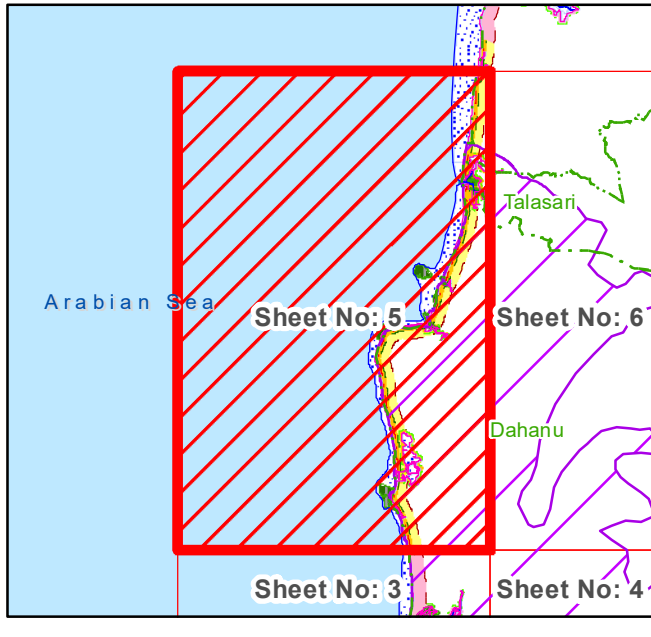 Talasari
Arabian Sea
Sheet No: 5
Sheet No: 6
Dahanu
Sheet No: 3
Sheet No: 4